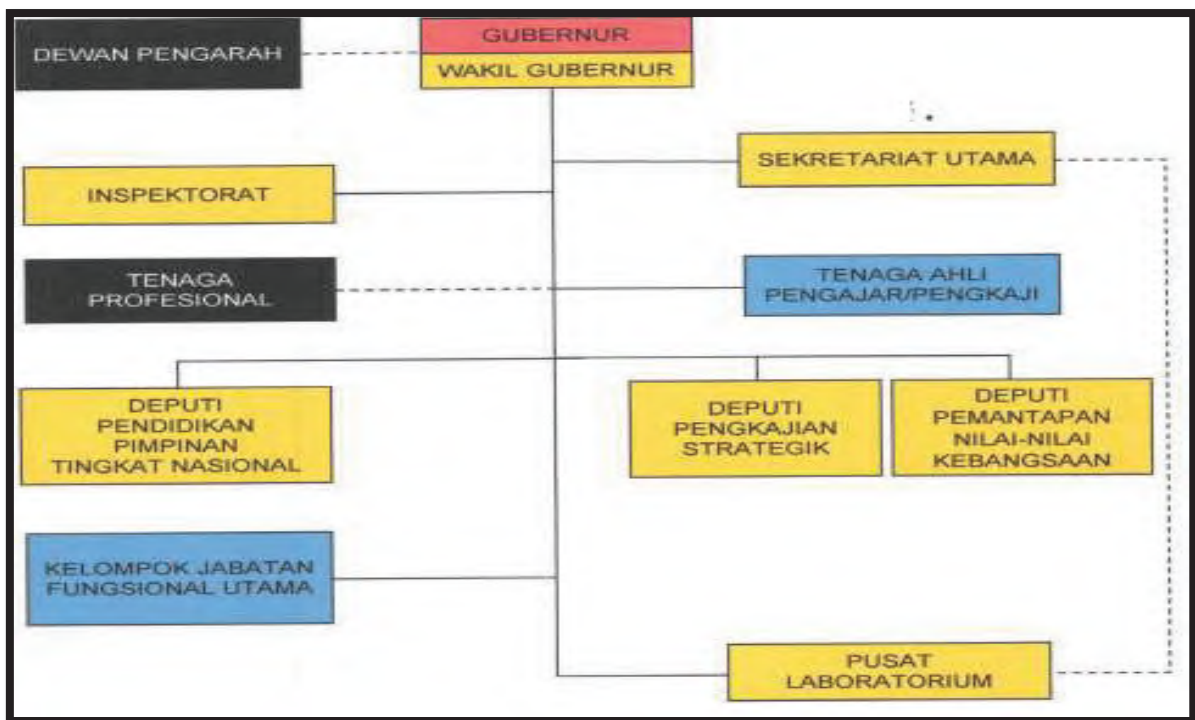 DEWAN PENGARAH
GUBERNUR
WAKIL GUBERNUR
SEKRETARIAT UTAMA
INSPEKTORAT
TENAGA
PROFESIONAL
TENAGA AHLI
PENGAJAR/PENGKAJI
DEPUTI
PENDIDIKAN
PIMPINAN
TINGKAT NASIONAL
DEPUTI
PENGKAJIAN
STRATEGIK
DEPUTI
PEMANTAPAN
NILAI-NILAI
KEBANGSAAN
KELOMPOK JABATAN
FUNGSIONAL UTAMA
PUSAT
LABORATORIUM